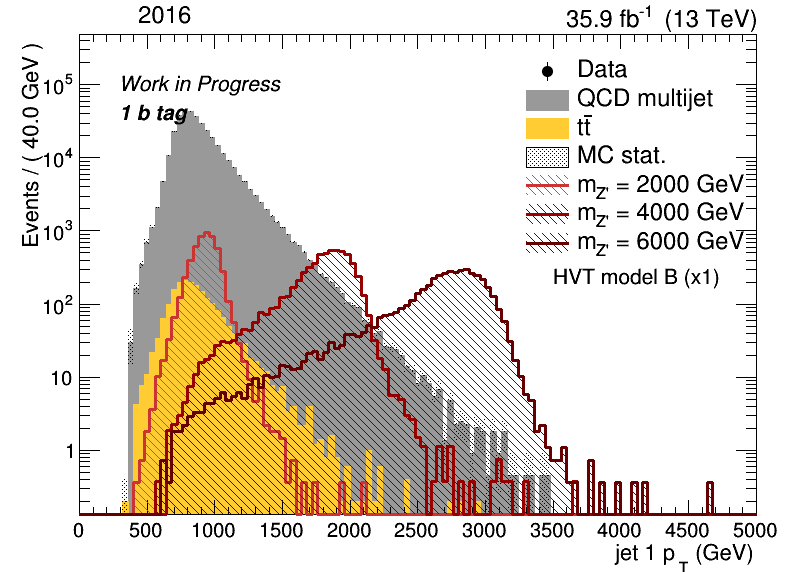 2016
35.9 fb⁻¹ (13 TeV)
Events / ( 40.0 GeV )
10⁵
10⁴
10³
10²
10
1
Work in Progress
1 b tag
Data
QCD multijet
tt̄
MC stat.
m_Z' = 2000 GeV
m_Z' = 4000 GeV
m_Z' = 6000 GeV
HVT model B (x1)
0 500 1000 1500 2000 2500 3000 3500 4000 4500 5000
jet 1 p_T (GeV)